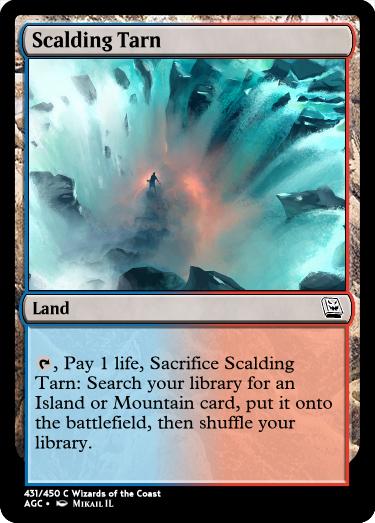 Scalding Tarn
Land
, Pay 1 life, Sacrifice Scalding
Tarn: Search your library for an
Island or Mountain card, put it onto
the battlefield, then shuffle your
library.
431/450 C Wizards of the Coast
AGC • Mikail IL